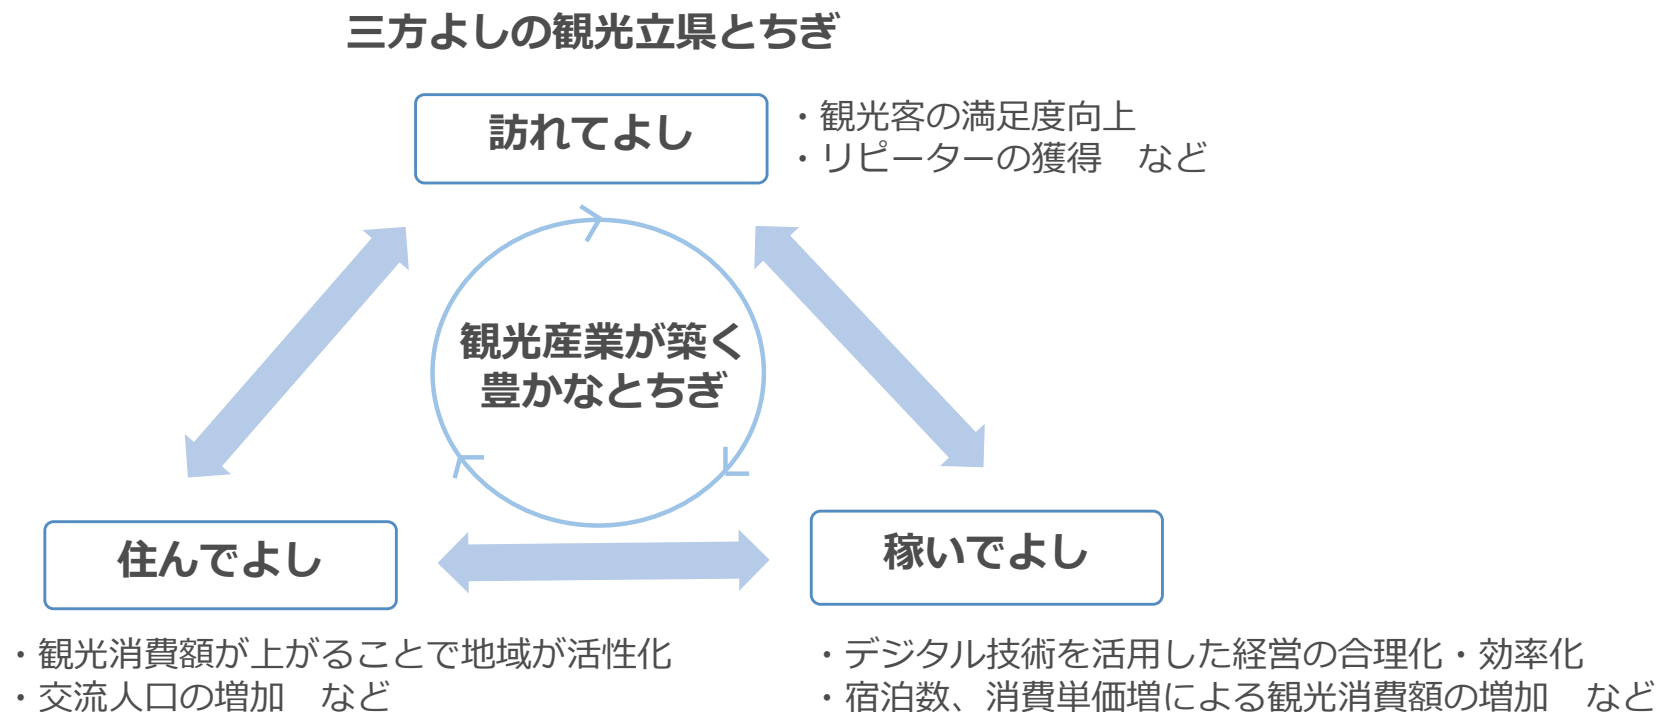 三方よしの観光立県とちぎ
訪れてよし
・観光客の満足度向上
・リピーターの獲得　など
観光産業が築く
豊かなとちぎ
住んでよし
稼いでよし
・観光消費額が上がることで地域が活性化
・交流人口の増加　など
・デジタル技術を活用した経営の合理化・効率化
・宿泊数、消費単価増による観光消費額の増加　など